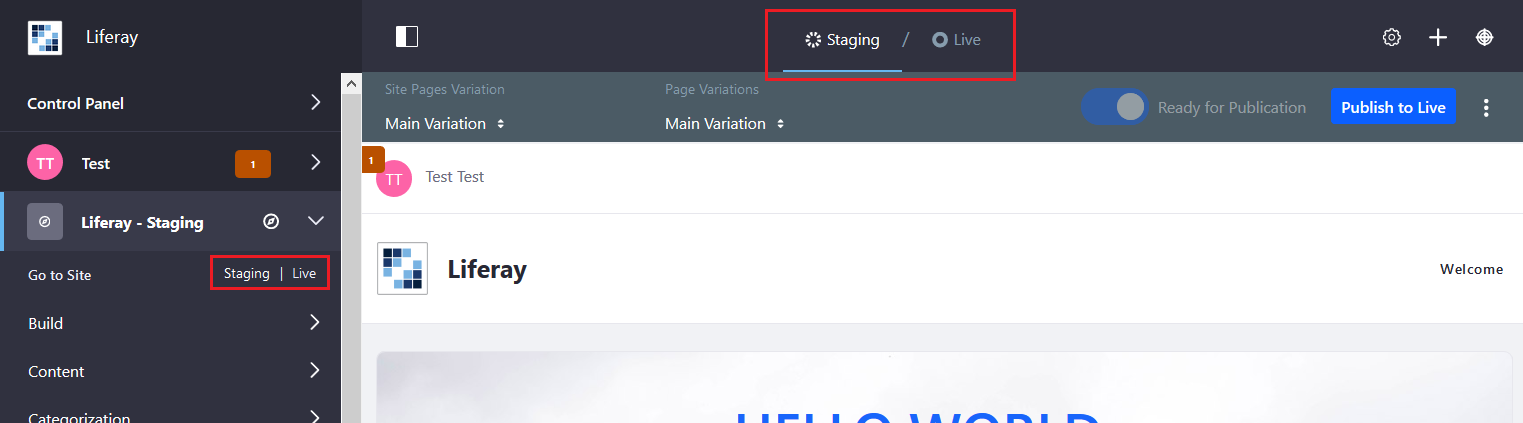 Liferay
Staging / Live
Control Panel
Site Pages Variation
Page Variations
Main Variation
Main Variation
Ready for Publication
Publish to Live
TT
Test
1
1
TT
Test Test
Liferay - Staging
Go to Site
Staging | Live
Liferay
Welcome
Build
Content
Categorization
HELLO WORLD